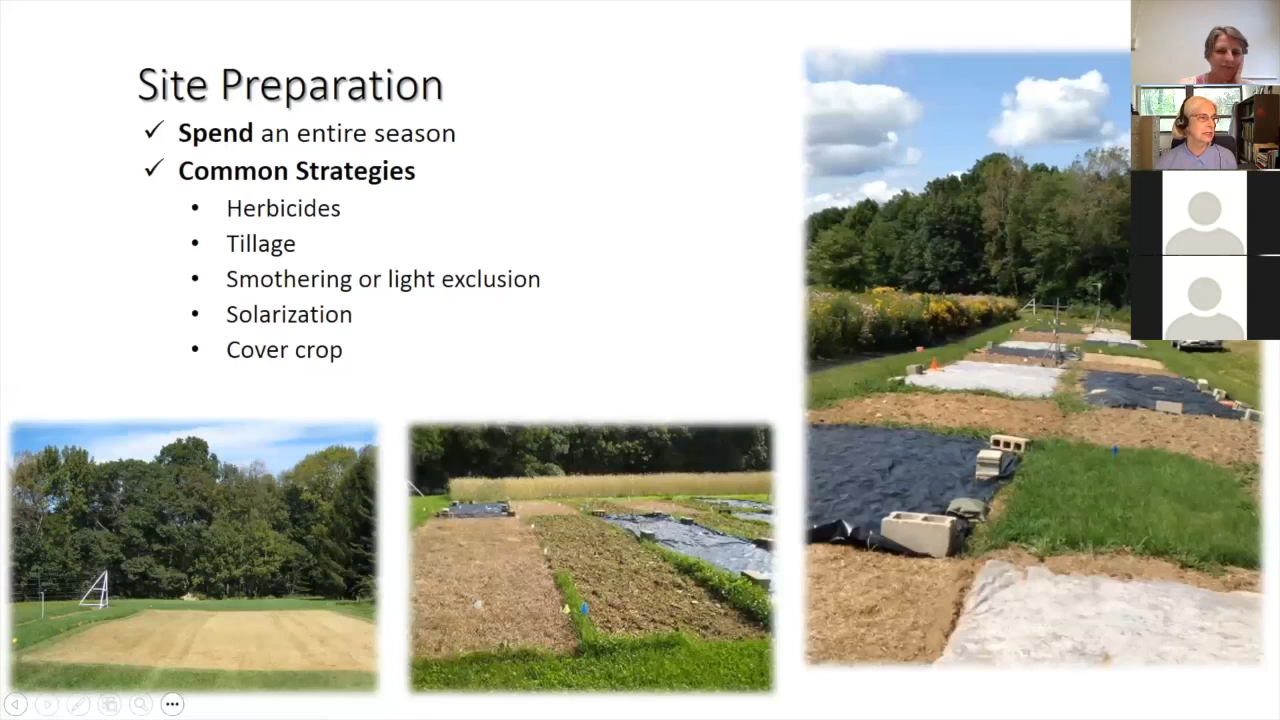 Site Preparation
✓ Spend an entire season
✓ Common Strategies
• Herbicides
• Tillage
• Smothering or light exclusion
• Solarization
• Cover crop